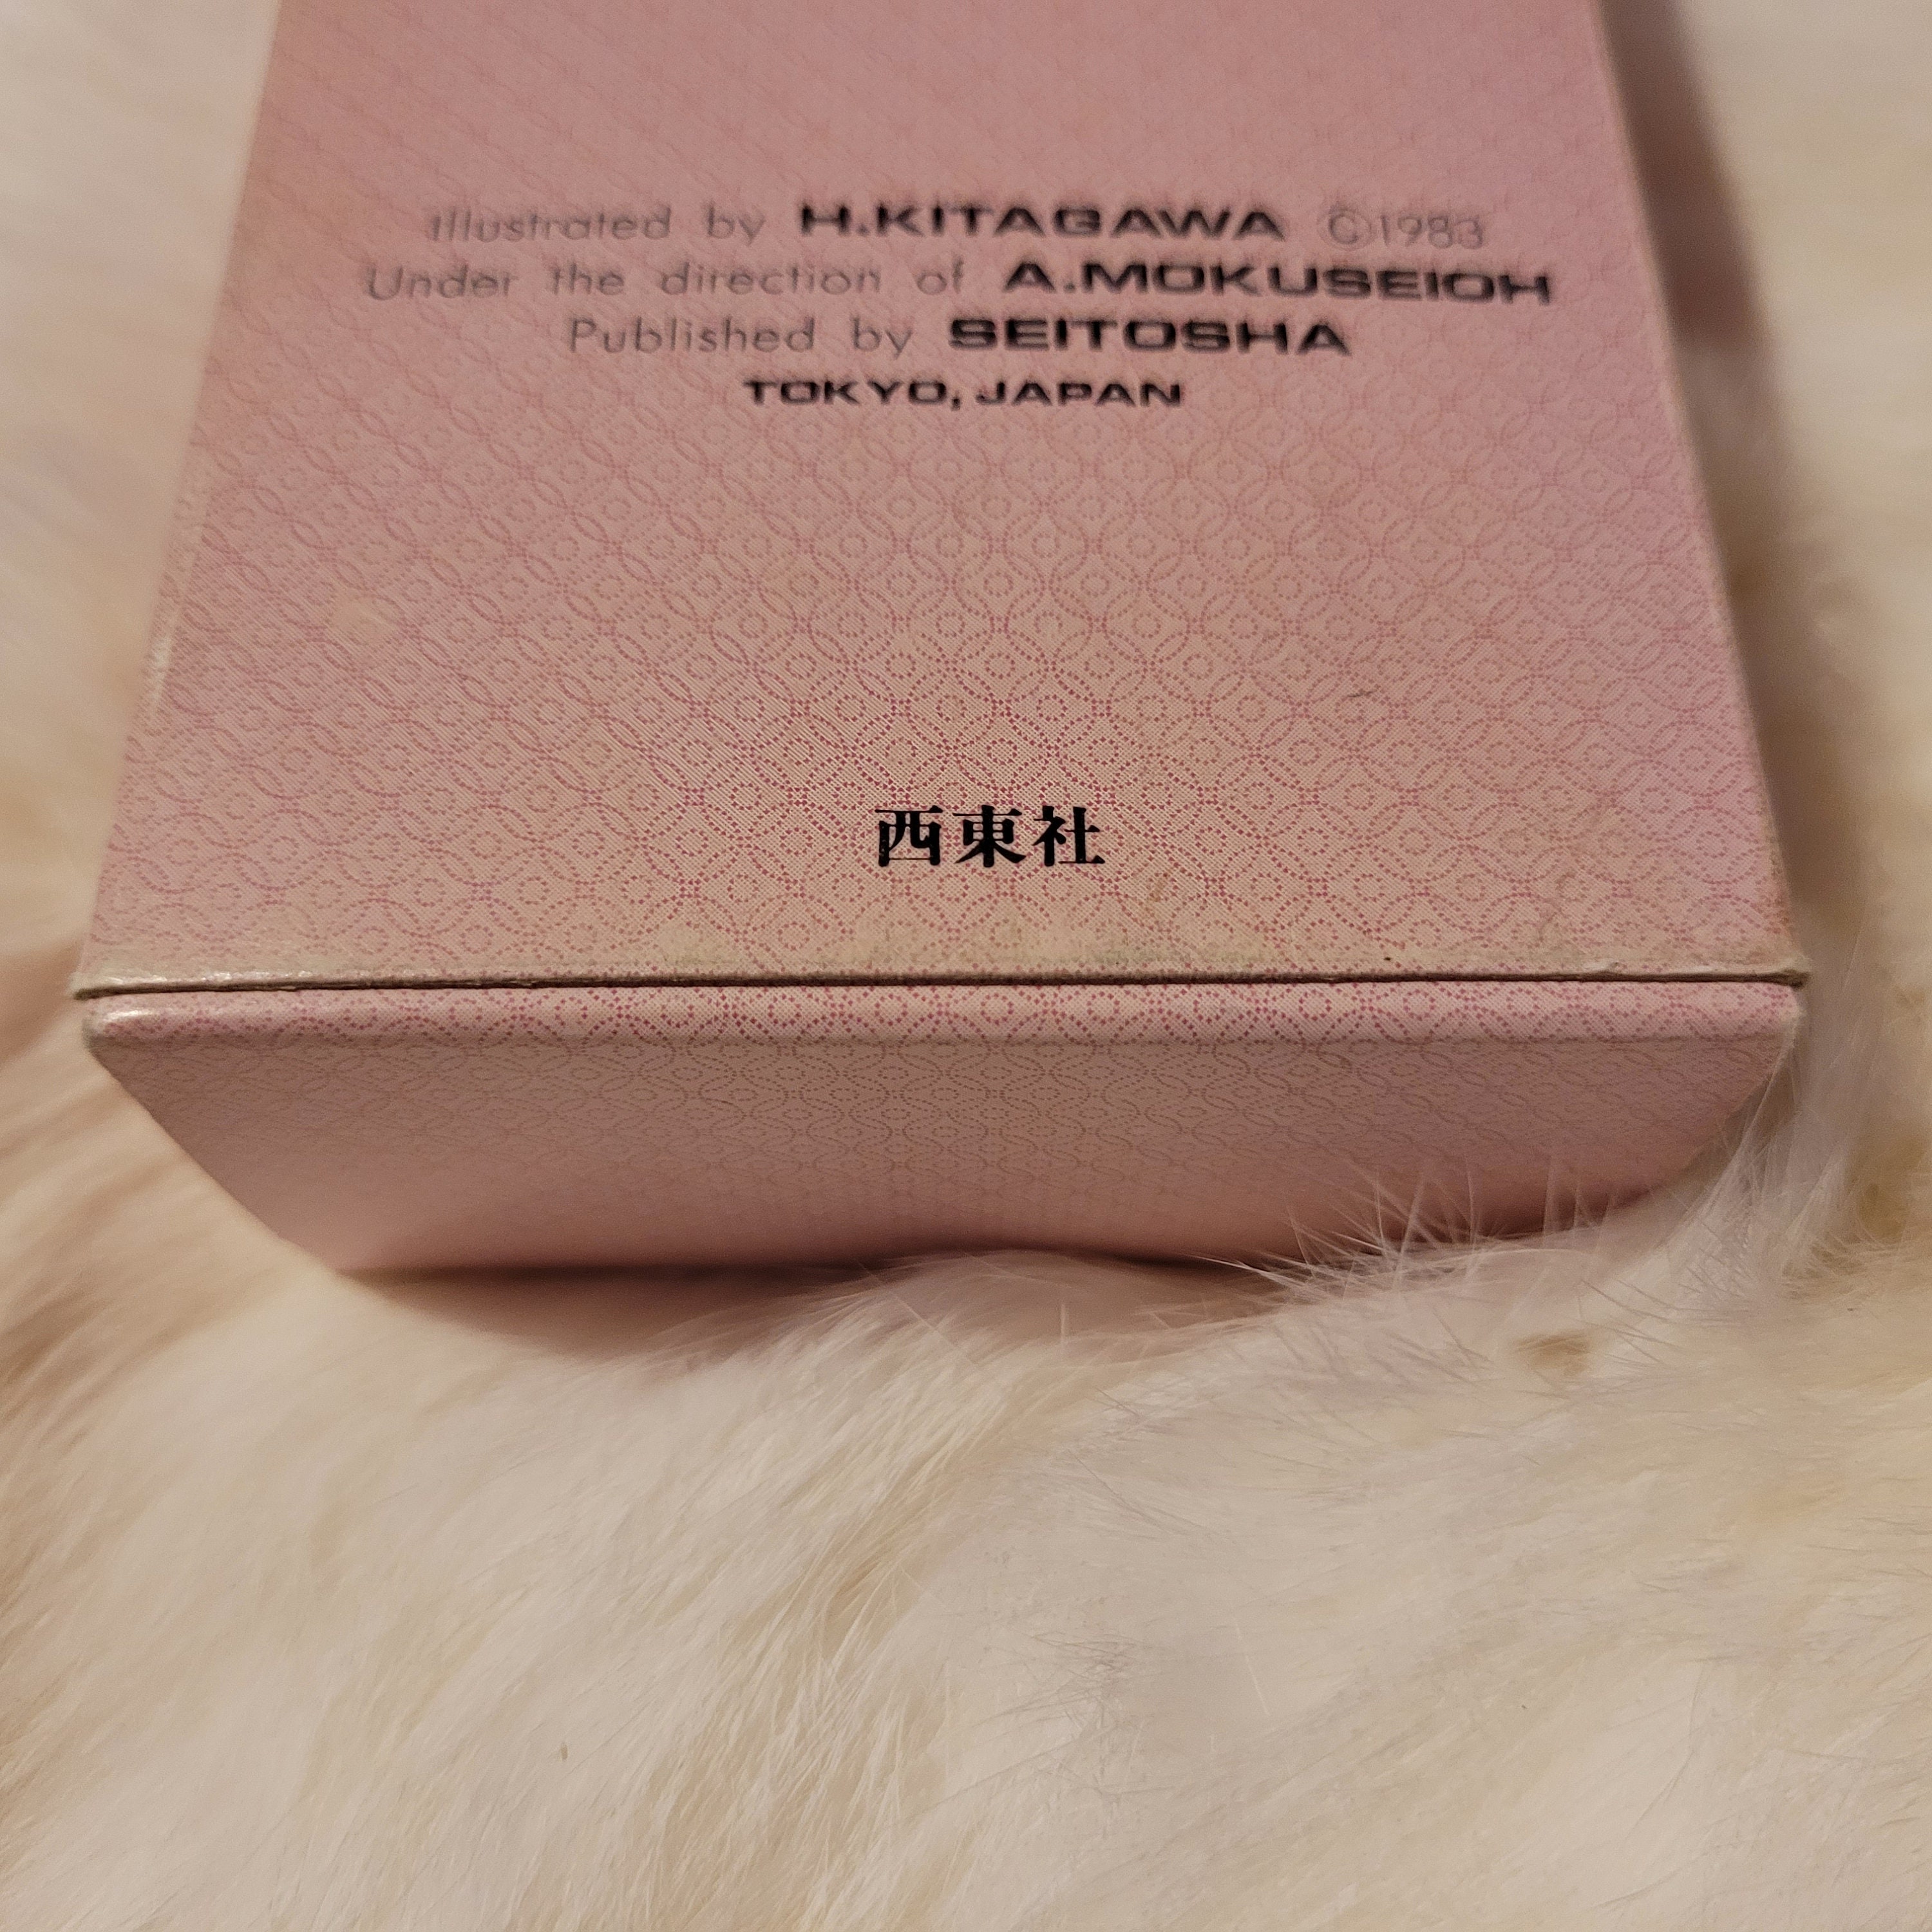 Illustrated by H.KITAGAWA ©1983
Under the direction of A.MOKUSEIOH
Published by SEITOSHA
TOKYO, JAPAN
西東社